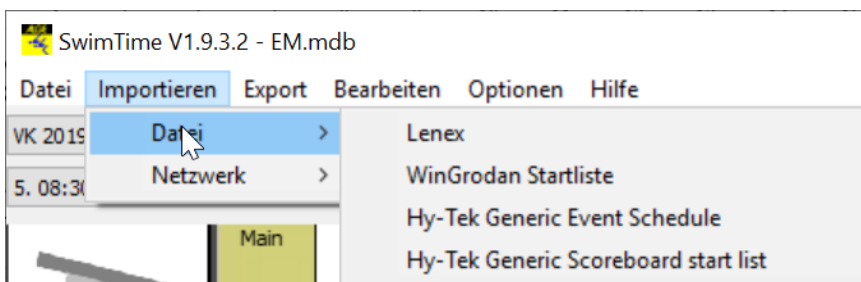 SwimTime V1.9.3.2 - EM.mdb
Datei Importieren Export Bearbeiten Optionen Hilfe
VK 2019 Datei > Lenex
5. 08:30 Netzwerk > WinGrodan Startliste
Hy-Tek Generic Event Schedule
Main
Hy-Tek Generic Scoreboard start list